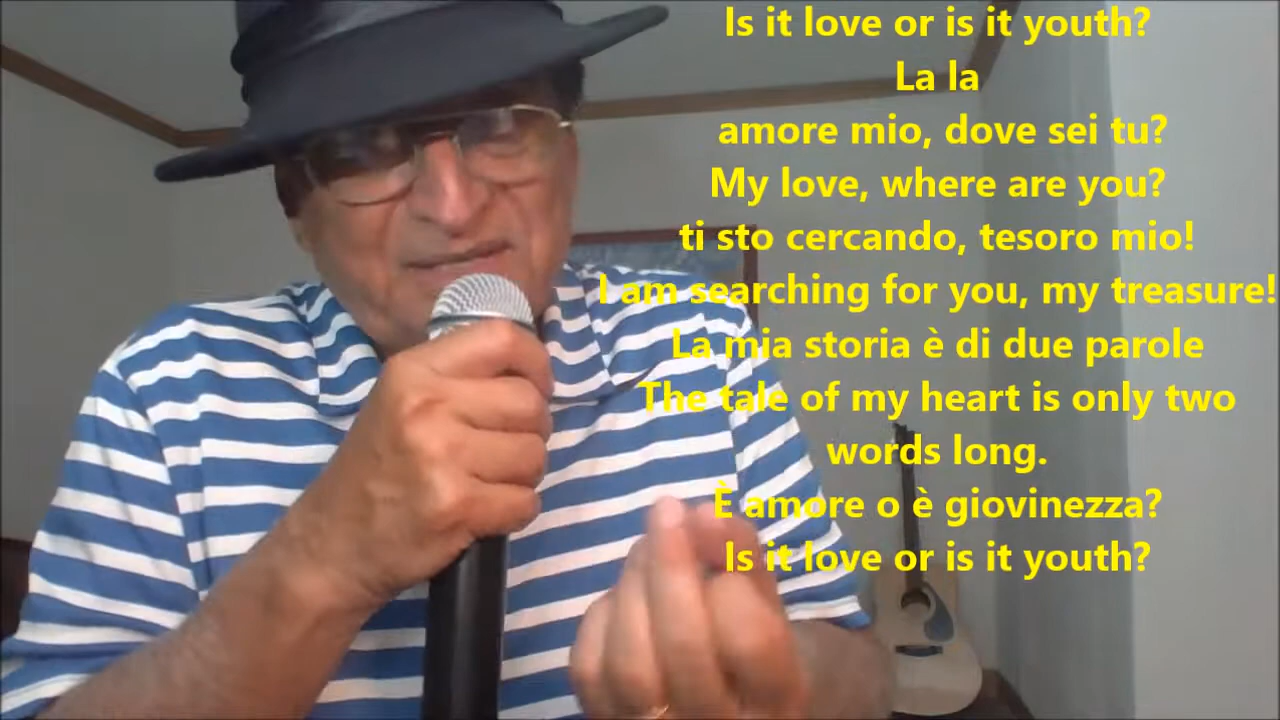 Is it love or is it youth?
La la
amore mio, dove sei tu?
My love, where are you?
ti sto cercando, tesoro mio!
I am searching for you, my treasure!
La mia storia è di due parole
The tale of my heart is only two
words long.
È amore o è giovinezza?
Is it love or is it youth?